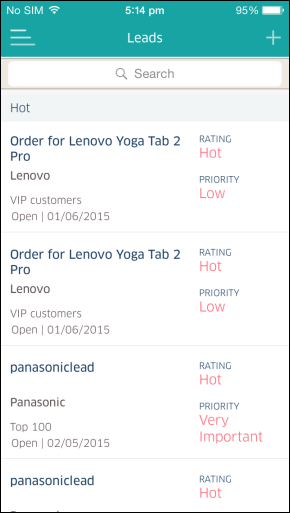 No SIM 5:14 pm 95%
Leads
Search
Hot
Order for Lenovo Yoga Tab 2
Pro
Lenovo
VIP customers
Open | 01/06/2015
RATING
Hot
PRIORITY
Low
Order for Lenovo Yoga Tab 2
Pro
Lenovo
VIP customers
Open | 01/06/2015
RATING
Hot
PRIORITY
Low
panasoniclead
Panasonic
Top 100
Open | 02/05/2015
RATING
Hot
PRIORITY
Very
Important
panasoniclead
RATING
Hot